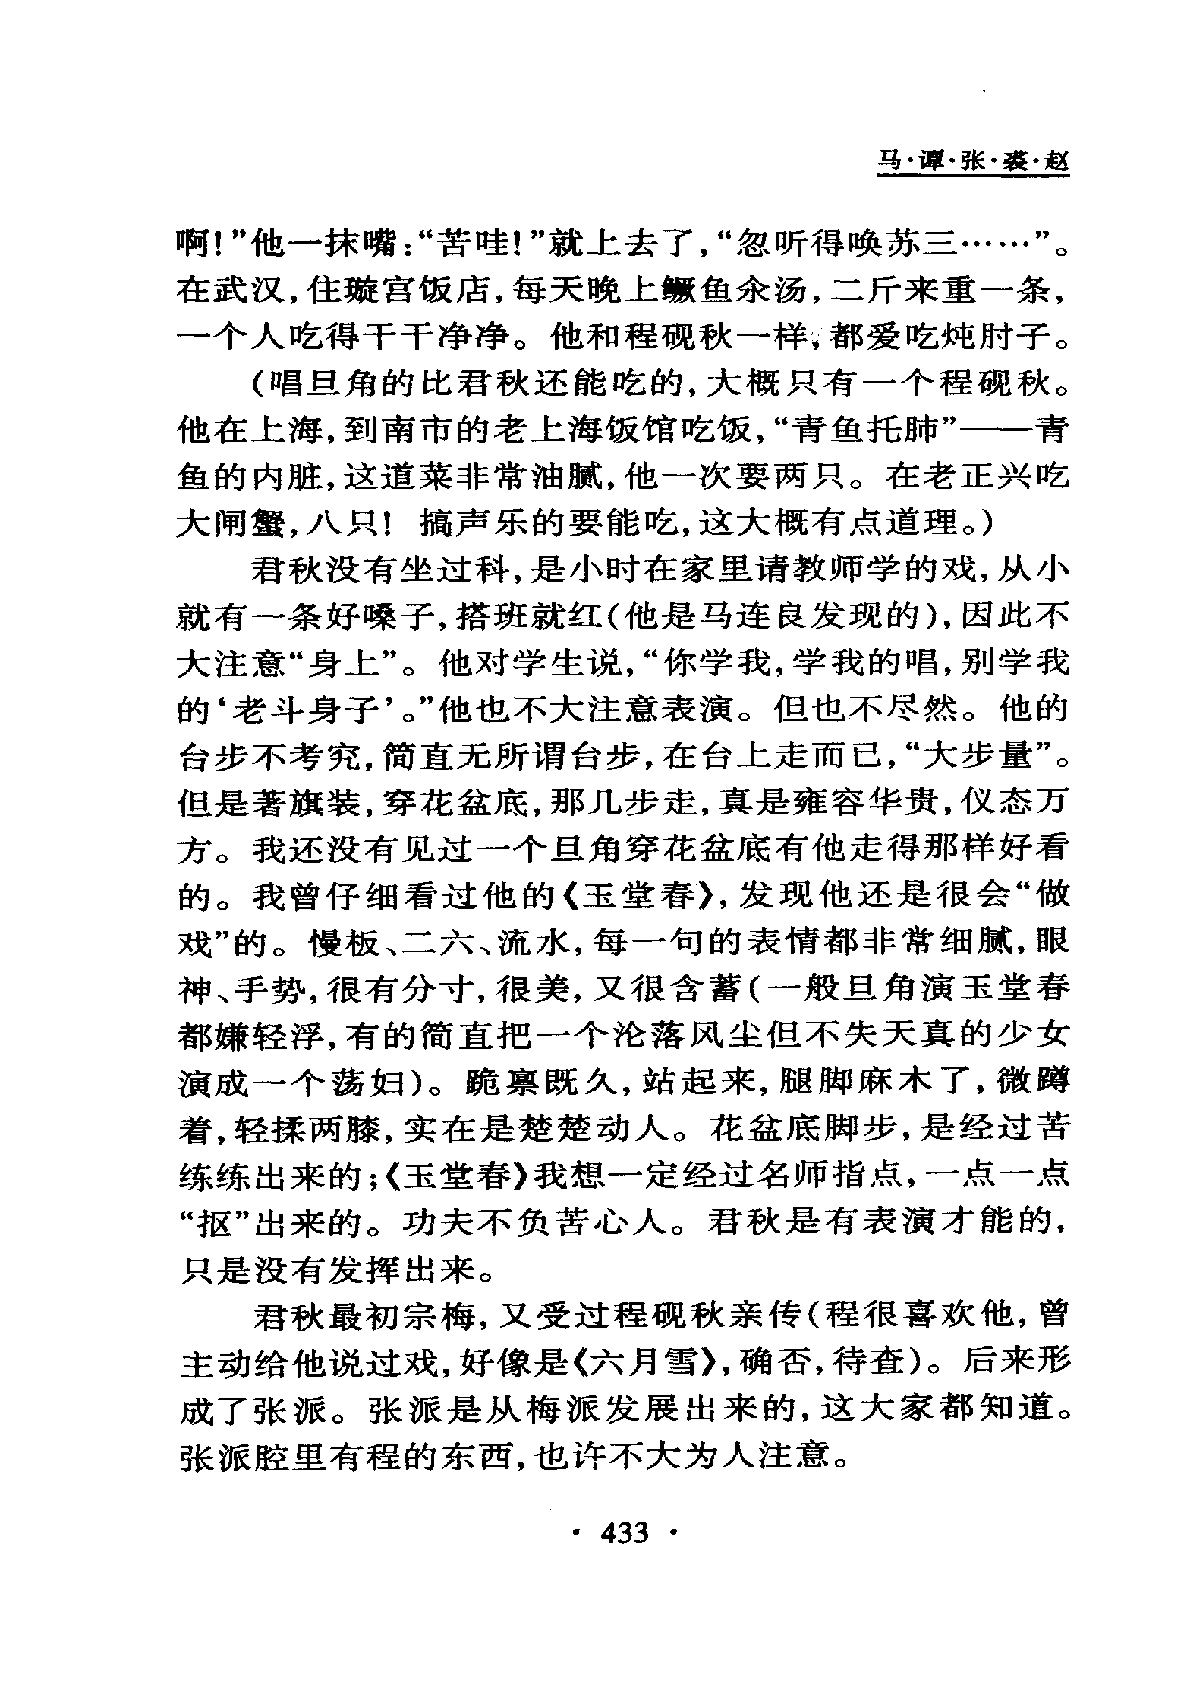 马·谭·张·裘·赵
啊!”他一抹嘴:“苦哇!”就上去了,“忽听得唤苏三……”。
在武汉,住璇宫饭店,每天晚上鳜鱼氽汤,二斤来重一条,
一个人吃得干干净净。他和程砚秋一样,都爱吃炖肘子。
(唱旦角的比君秋还能吃的,大概只有一个程砚秋。
他在上海,到南市的老上海饭馆吃饭,“青鱼托肺”——青
鱼的内脏,这道菜非常油腻,他一次要两只。在老正兴吃
大闸蟹,八只!搞声乐的要能吃,这大概有点道理。)
君秋没有坐过科,是小时在家里请教师学的戏,从小
就有一条好嗓子,搭班就红(他是马连良发现的),因此不
大注意“身上”。他对学生说,“你学我,学我的唱,别学我
的‘老斗身子’。”他也不大注意表演。但也不尽然。他的
台步不考究,简直无所谓台步,在台上走而已,“大步量”。
但是著旗装,穿花盆底,那几步走,真是雍容华贵,仪态万
方。我还没有见过一个旦角穿花盆底有他走得那样好看
的。我曾仔细看过他的《玉堂春》,发现他还是很会“做
戏”的。慢板、二六、流水,每一句的表情都非常细腻,眼
神、手势,很有分寸,很美,又很含蓄(一般旦角演玉堂春
都嫌轻浮,有的简直把一个沦落风尘但不失天真的少女
演成一个荡妇)。跪禀既久,站起来,腿脚麻木了,微蹲
着,轻揉两膝,实在是楚楚动人。花盆底脚步,是经过苦
练练出来的;《玉堂春》我想一定经过名师指点,一点一点
“抠”出来的。功夫不负苦心人。君秋是有表演才能的,
只是没有发挥出来。
君秋最初宗梅,又受过程砚秋亲传(程很喜欢他,曾
主动给他说过戏,好像是《六月雪》,确否,待查)。后来形
成了张派。张派是从梅派发展出来的,这大家都知道。
张派腔里有程的东西,也许不大为人注意。
· 433 ·